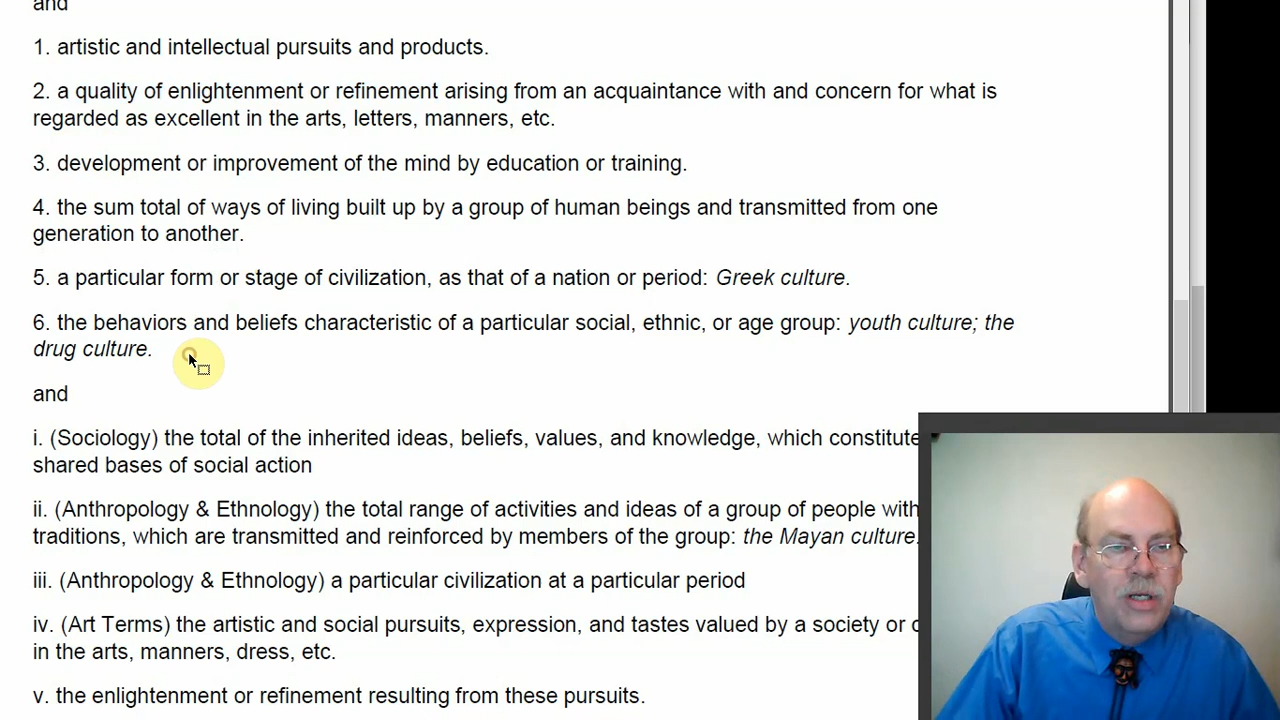 and
1. artistic and intellectual pursuits and products.
2. a quality of enlightenment or refinement arising from an acquaintance with and concern for what is
regarded as excellent in the arts, letters, manners, etc.
3. development or improvement of the mind by education or training.
4. the sum total of ways of living built up by a group of human beings and transmitted from one
generation to another.
5. a particular form or stage of civilization, as that of a nation or period: Greek culture.
6. the behaviors and beliefs characteristic of a particular social, ethnic, or age group: youth culture; the
drug culture.
and
i. (Sociology) the total of the inherited ideas, beliefs, values, and knowledge, which constitute
shared bases of social action
ii. (Anthropology & Ethnology) the total range of activities and ideas of a group of people with
traditions, which are transmitted and reinforced by members of the group: the Mayan culture.
iii. (Anthropology & Ethnology) a particular civilization at a particular period
iv. (Art Terms) the artistic and social pursuits, expression, and tastes valued by a society or
in the arts, manners, dress, etc.
v. the enlightenment or refinement resulting from these pursuits.